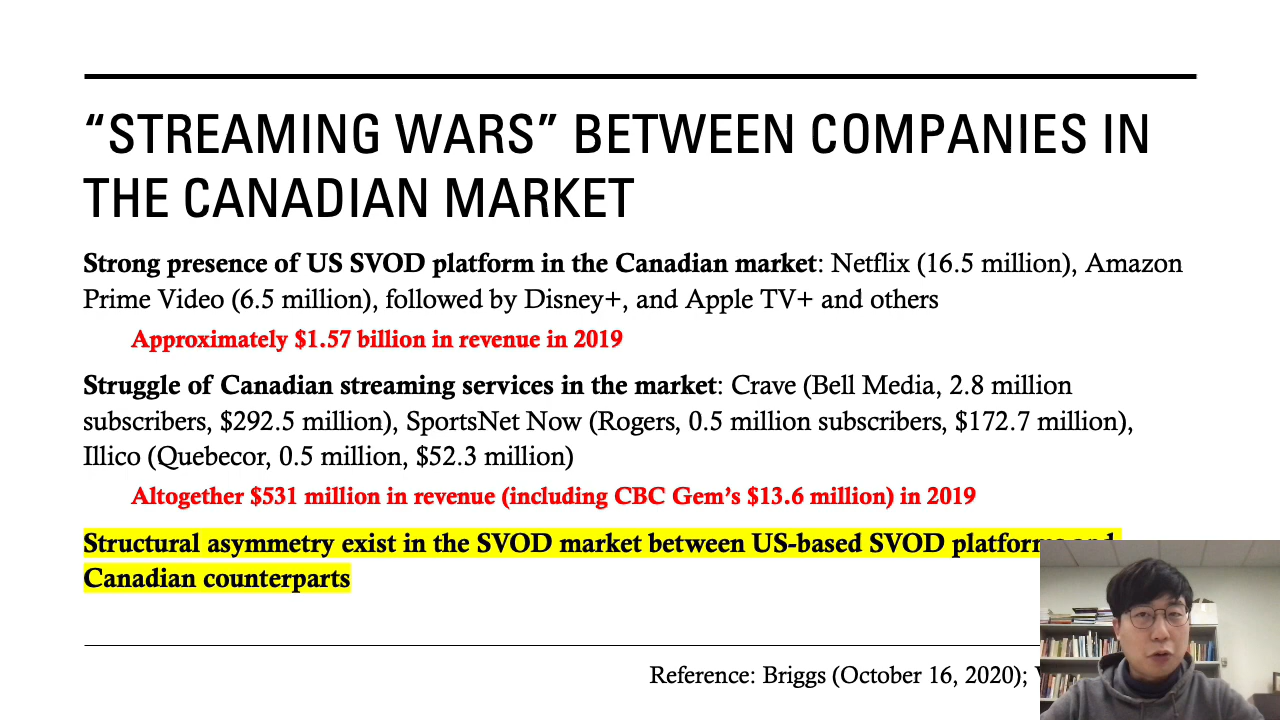 “STREAMING WARS” BETWEEN COMPANIES IN
THE CANADIAN MARKET
Strong presence of US SVOD platform in the Canadian market: Netflix (16.5 million), Amazon
Prime Video (6.5 million), followed by Disney+, and Apple TV+ and others
Approximately $1.57 billion in revenue in 2019
Struggle of Canadian streaming services in the market: Crave (Bell Media, 2.8 million
subscribers, $292.5 million), SportsNet Now (Rogers, 0.5 million subscribers, $172.7 million),
Illico (Quebecor, 0.5 million, $52.3 million)
Altogether $531 million in revenue (including CBC Gem’s $13.6 million) in 2019
Structural asymmetry exist in the SVOD market between US-based SVOD platforms and
Canadian counterparts
Reference: Briggs (October 16, 2020);